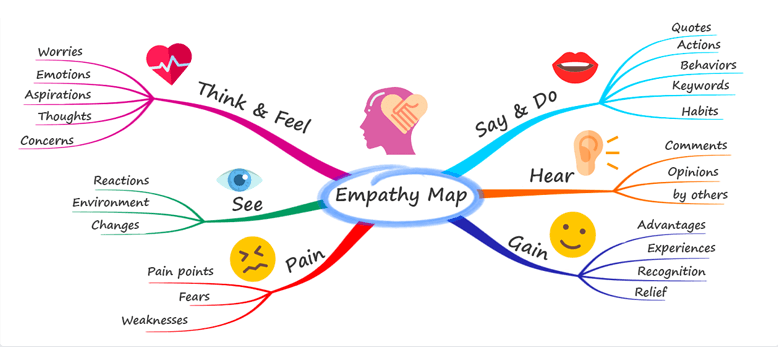 Empathy Map
Think & Feel
Worries
Emotions
Aspirations
Thoughts
Concerns
See
Reactions
Environment
Changes
Pain
Pain points
Fears
Weaknesses
Say & Do
Quotes
Actions
Behaviors
Keywords
Habits
Hear
Comments
Opinions
by others
Gain
Advantages
Experiences
Recognition
Relief